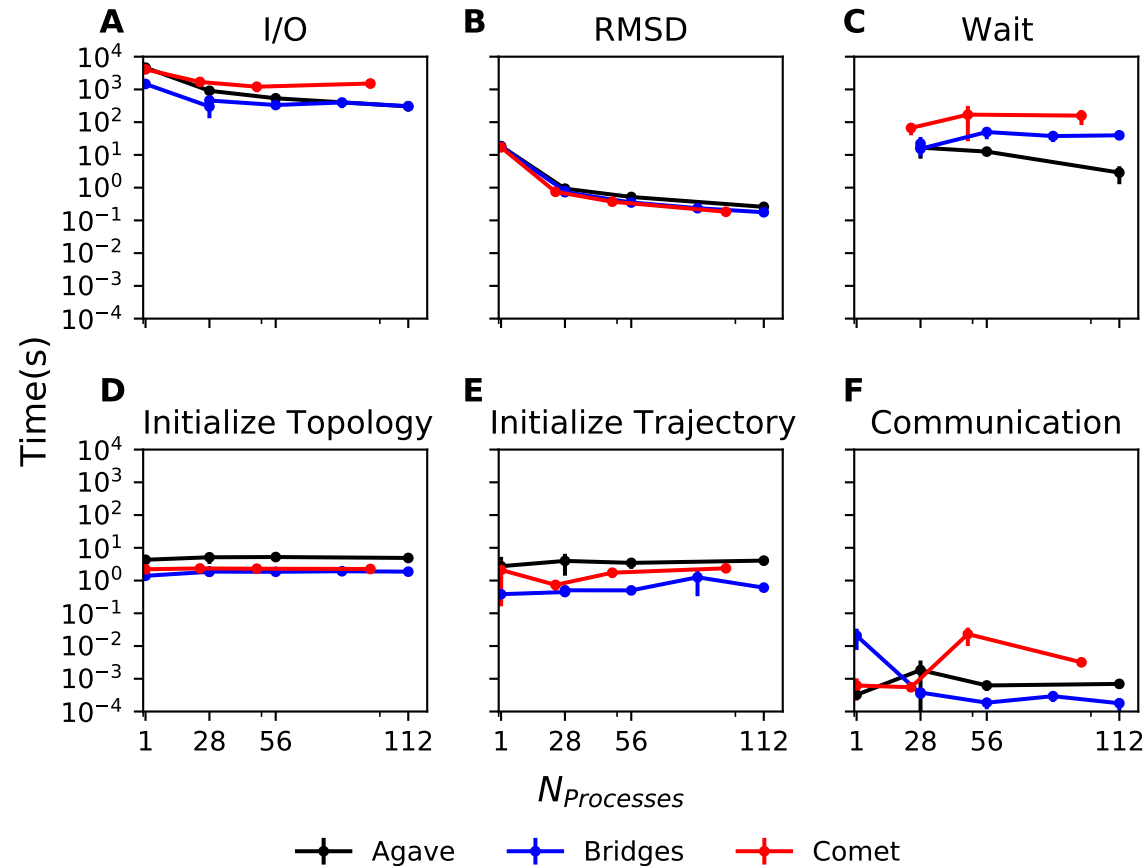 A B C
I/O RMSD Wait
10^4
10^3
10^2
10^1
10^0
10^-1
10^-2
10^-3
10^-4
Time(s)
D E F
Initialize Topology Initialize Trajectory Communication
10^4
10^3
10^2
10^1
10^0
10^-1
10^-2
10^-3
10^-4
1 28 56 112 1 28 56 112 1 28 56 112
N_Processes
Agave Bridges Comet